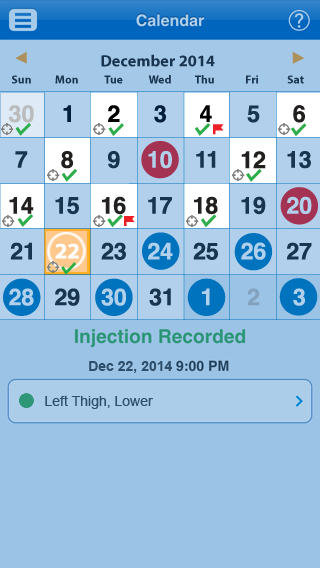 Calendar ?
December 2014
Sun Mon Tue Wed Thu Fri Sat
30 1 2 3 4 5 6
7 8 9 10 11 12 13
14 15 16 17 18 19 20
21 22 23 24 25 26 27
28 29 30 31 1 2 3
Injection Recorded
Dec 22, 2014 9:00 PM
Left Thigh, Lower